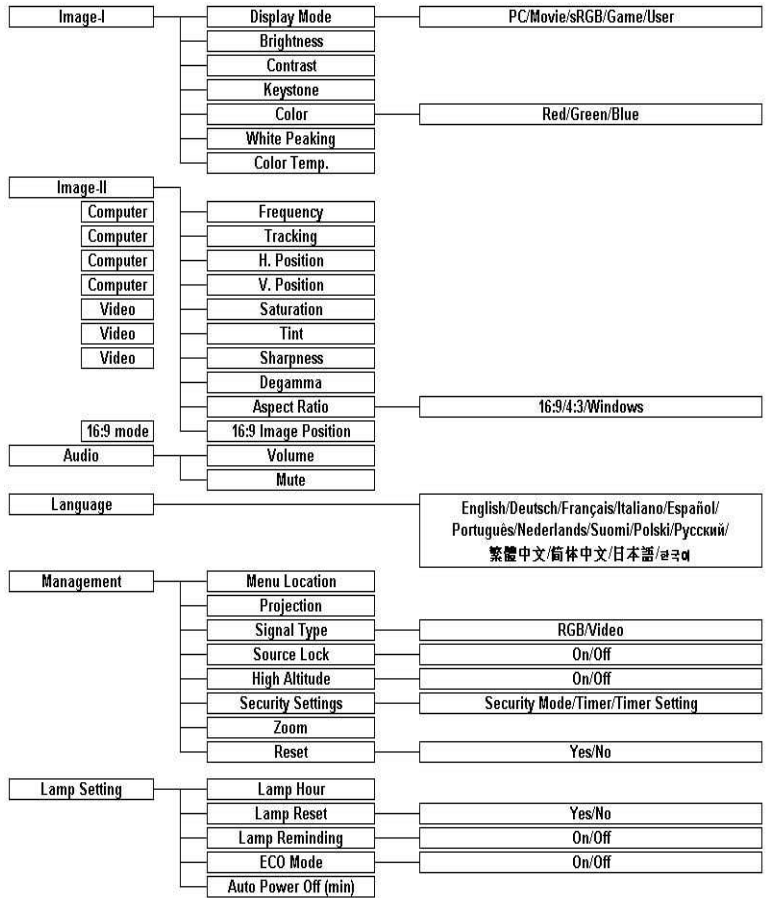 Image-I Display Mode PC/Movie/sRGB/Game/User
Brightness
Contrast
Keystone
Color Red/Green/Blue
White Peaking
Color Temp.
Image-II
Computer Frequency
Computer Tracking
Computer H. Position
Computer V. Position
Video Saturation
Video Tint
Video Sharpness
Degamma
Aspect Ratio 16:9/4:3/Windows
16:9 mode 16:9 Image Position
Audio Volume
Mute
Language English/Deutsch/Français/Italiano/Español/
Português/Nederlands/Suomi/Polski/Русский/
繁體中文/简体中文/日本語/한국어
Management Menu Location
Projection
Signal Type RGB/Video
Source Lock On/Off
High Altitude On/Off
Security Settings Security Mode/Timer/Timer Setting
Zoom
Reset Yes/No
Lamp Setting Lamp Hour
Lamp Reset Yes/No
Lamp Reminding On/Off
ECO Mode On/Off
Auto Power Off (min)